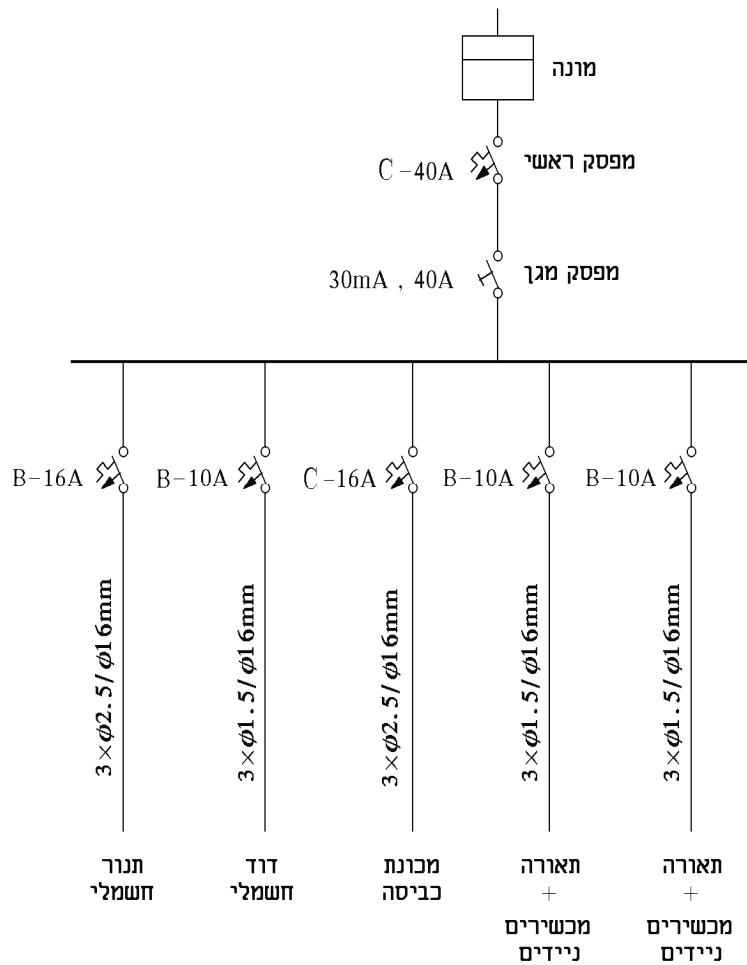 מונה
מפסק ראשי
C-40A
מפסק מגן
30mA , 40A
B-16A
B-10A
C-16A
B-10A
B-10A
3×ϕ2.5/ϕ16mm
3×ϕ1.5/ϕ16mm
3×ϕ2.5/ϕ16mm
3×ϕ1.5/ϕ16mm
3×ϕ1.5/ϕ16mm
תנור
חשמלי
דוד
חשמלי
מכונת
כביסה
תאורה
+
מכשירים
ניידים
תאורה
+
מכשירים
ניידים